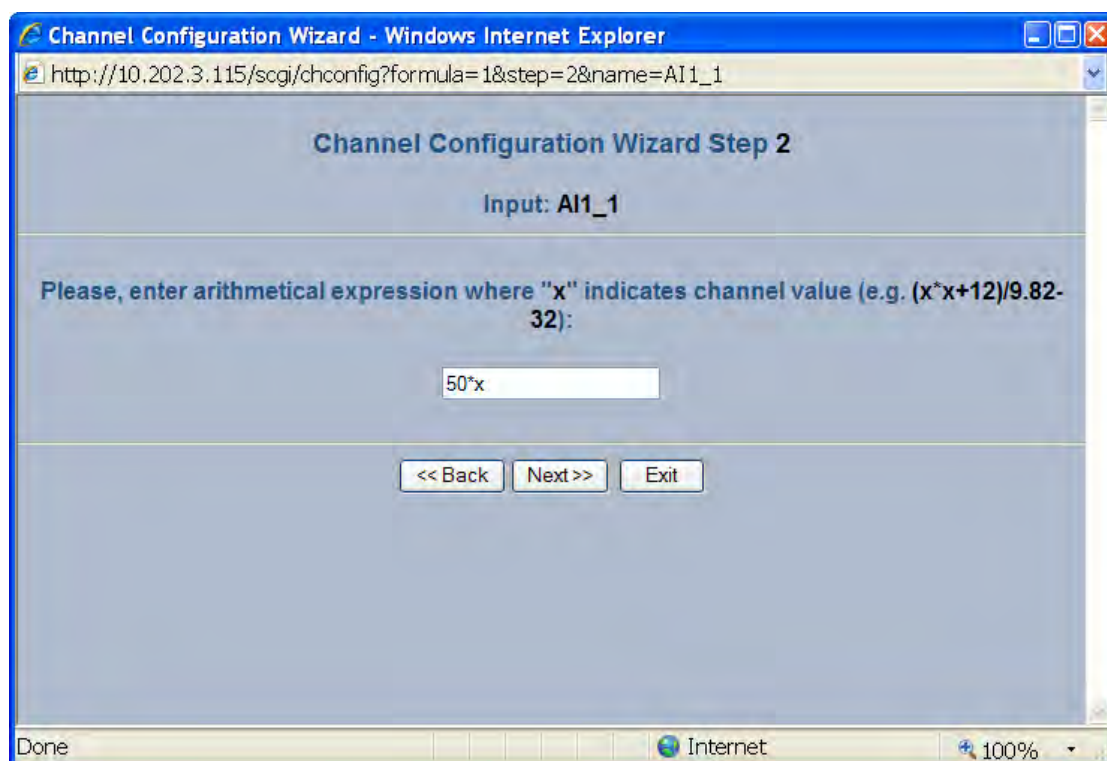 Channel Configuration Wizard - Windows Internet Explorer
http://10.202.3.115/scgi/chconfig?formula=1&step=2&name=AI1_1
Channel Configuration Wizard Step 2
Input: AI1_1
Please, enter arithmetical expression where "x" indicates channel value (e.g. (x*x+12)/9.82-
32):
50*x
<< Back Next >> Exit
Done Internet 100%